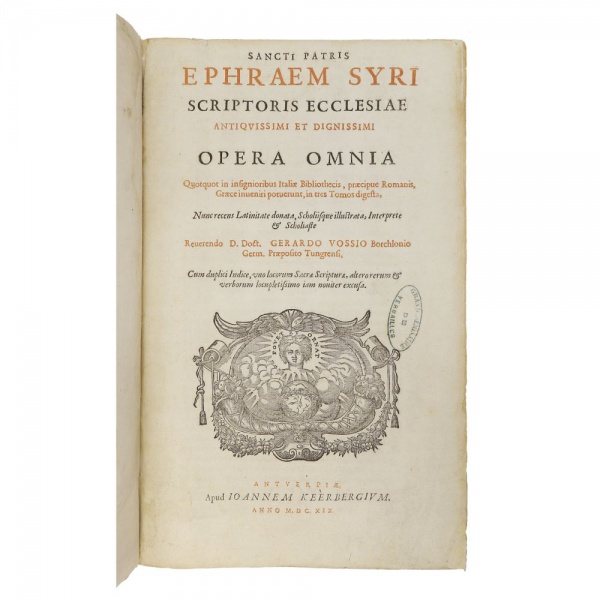 SANCTI PATRIS
EPHRAEM SYRI
SCRIPTORIS ECCLESIAE
ANTIQVISSIMI ET DIGNISSIMI
OPERA OMNIA
Quotquot in insignioribus Italiæ Bibliothecis, præcipue Romanis,
Græce inueniri potuerunt, in tres Tomos digesta,
Nunc recens Latinitate donata, Scholiisque illustrata, Interprete
& Scholiaste
Reuerendo D. Doct. GERARDO VOSSIO Borchlonio
Germ. Præposito Tungrensi,
Cum duplici Indice, vno locorum Sacræ Scripturæ, altero rerum &
verborum locupletissimo iam nouiter excusa.
FOVET ORNAT
ANTVERPIÆ
Apud IOANNEM KEERBERGIVM.
ANNO M.DC.XIX.